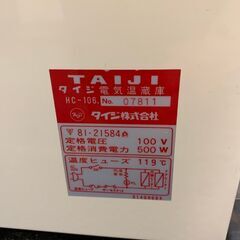 TAIJI
タイジ電気温蔵庫
HC-106. No. 07811
タイジ株式会社
〒81-21584
定格電圧 100V
定格消費電力 500W
温度ヒューズ 119℃